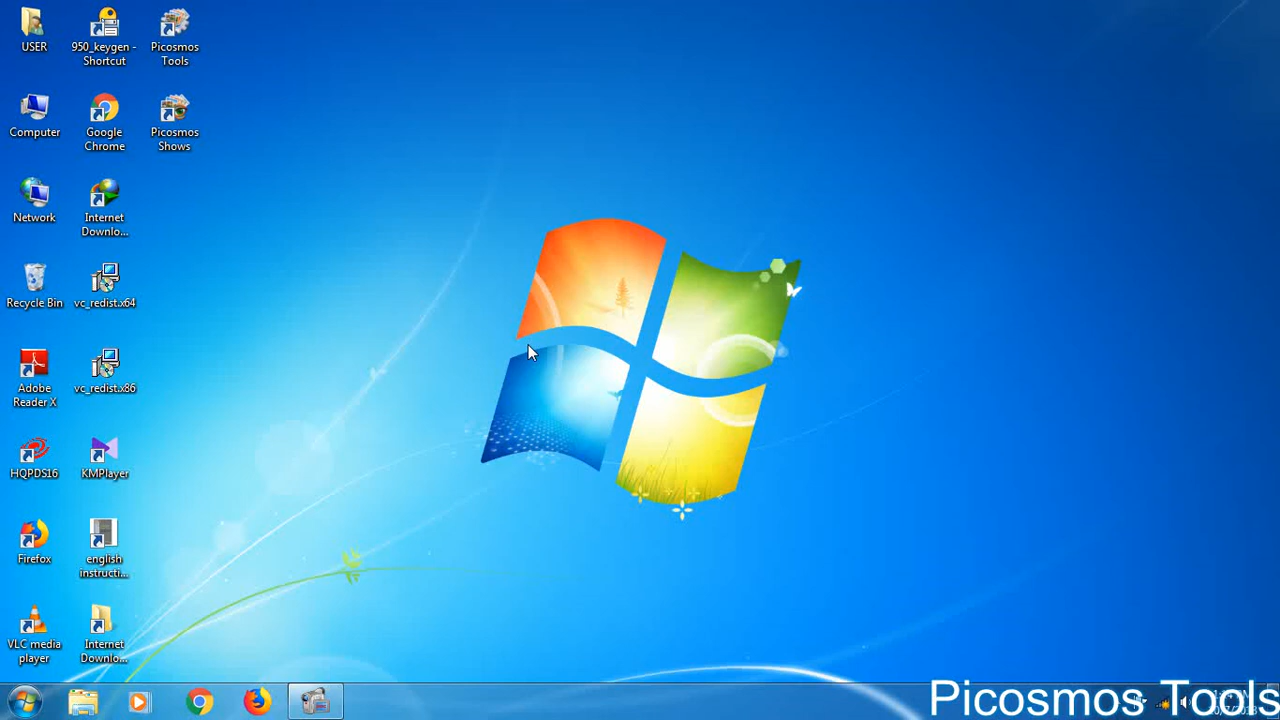 USER
950_keygen -
Shortcut
Picosmos
Tools
Computer
Google
Chrome
Picosmos
Shows
Network
Internet
Downlo...
Recycle Bin
vc_redist.x64
Adobe
Reader X
vc_redist.x86
HQPDS16
KMPlayer
Firefox
english
instructi...
VLC media
player
Internet
Downlo...
Picosmos Tools